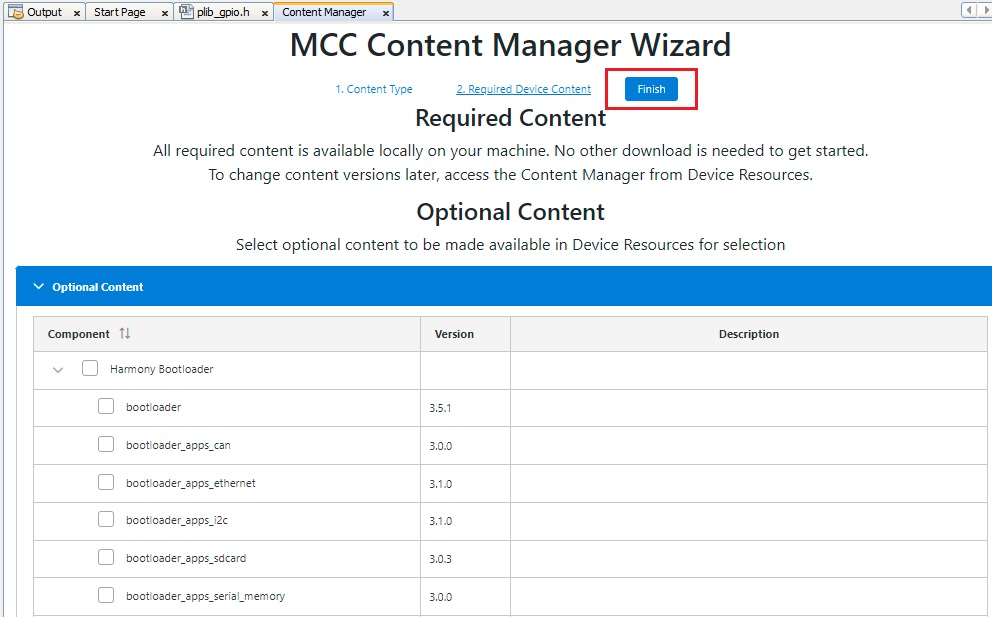 Output x Start Page x plib_gpio.h x Content Manager x
MCC Content Manager Wizard
1. Content Type 2. Required Device Content Finish
Required Content
All required content is available locally on your machine. No other download is needed to get started.
To change content versions later, access the Content Manager from Device Resources.
Optional Content
Select optional content to be made available in Device Resources for selection
Optional Content
Component Version Description
Harmony Bootloader
bootloader 3.5.1
bootloader_apps_can 3.0.0
bootloader_apps_ethernet 3.1.0
bootloader_apps_i2c 3.1.0
bootloader_apps_sdcard 3.0.3
bootloader_apps_serial_memory 3.0.0